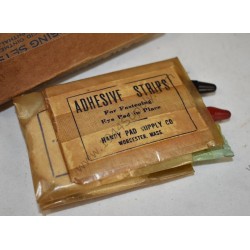 ADHESIVE STRIPS
For Fastening
Eye Pad in Place
HANDY PAD SUPPLY CO
WORCESTER, MASS.